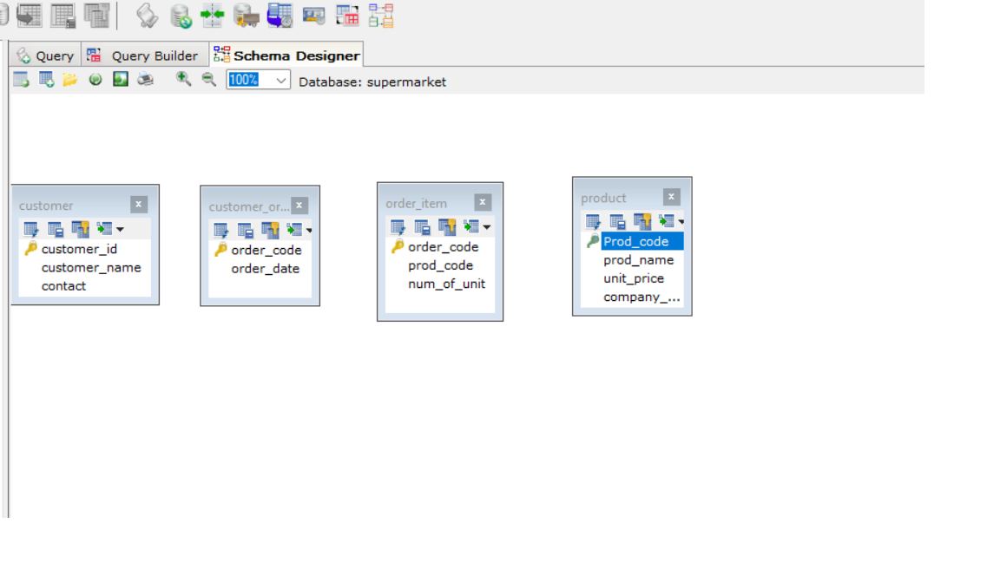 Query
Query Builder
Schema Designer
100%
Database: supermarket
customer
customer_id
customer_name
contact
customer_or...
order_code
order_date
order_item
order_code
prod_code
num_of_unit
product
Prod_code
prod_name
unit_price
company_...